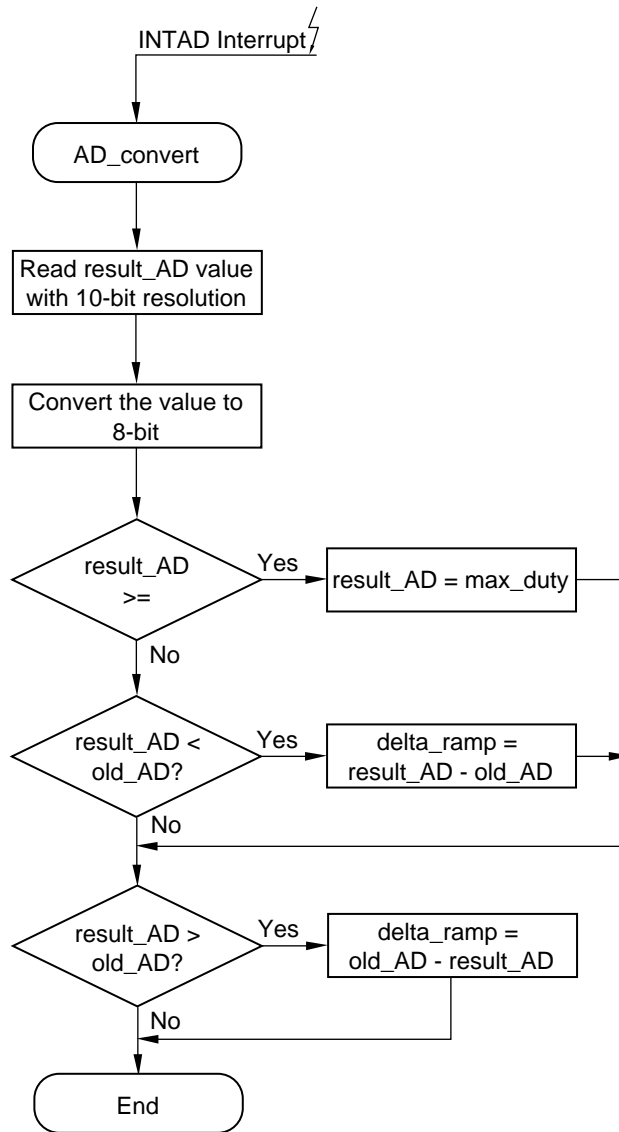 INTAD Interrupt
AD_convert
Read result_AD value
with 10-bit resolution
Convert the value to
8-bit
result_AD
>=
Yes
result_AD = max_duty
No
result_AD <
old_AD?
Yes
delta_ramp =
result_AD - old_AD
No
result_AD >
old_AD?
Yes
delta_ramp =
old_AD - result_AD
No
End